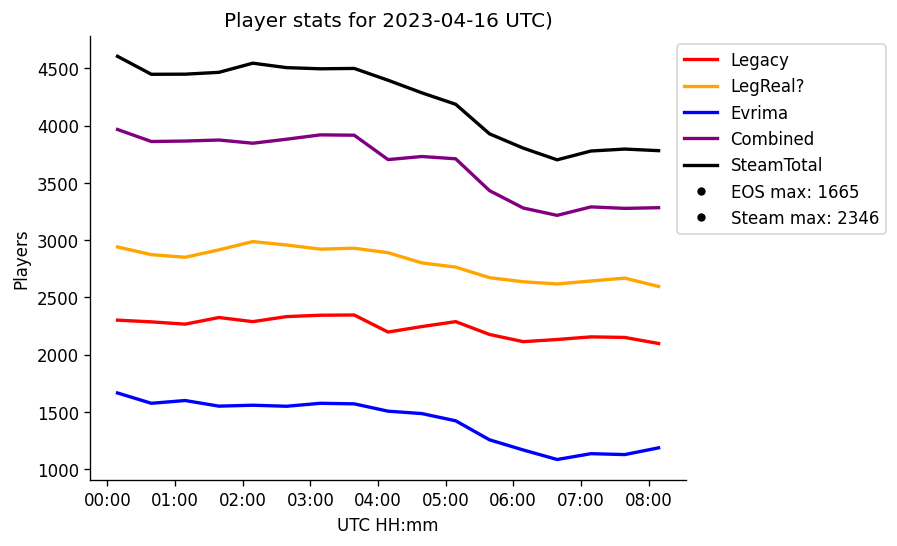 Player stats for 2023-04-16 UTC)
Legacy
LegReal?
Evrima
Combined
SteamTotal
EOS max: 1665
Steam max: 2346
Players
4500
4000
3500
3000
2500
2000
1500
1000
00:00 01:00 02:00 03:00 04:00 05:00 06:00 07:00 08:00
UTC HH:mm